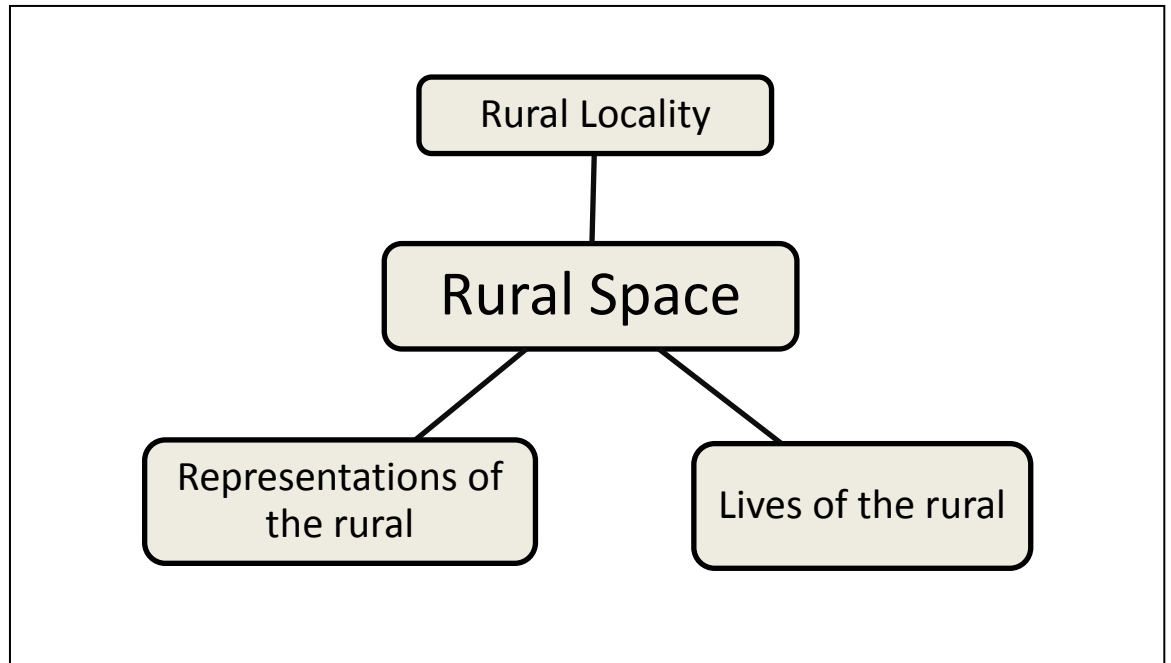 Rural Locality
Rural Space
Representations of
the rural
Lives of the rural